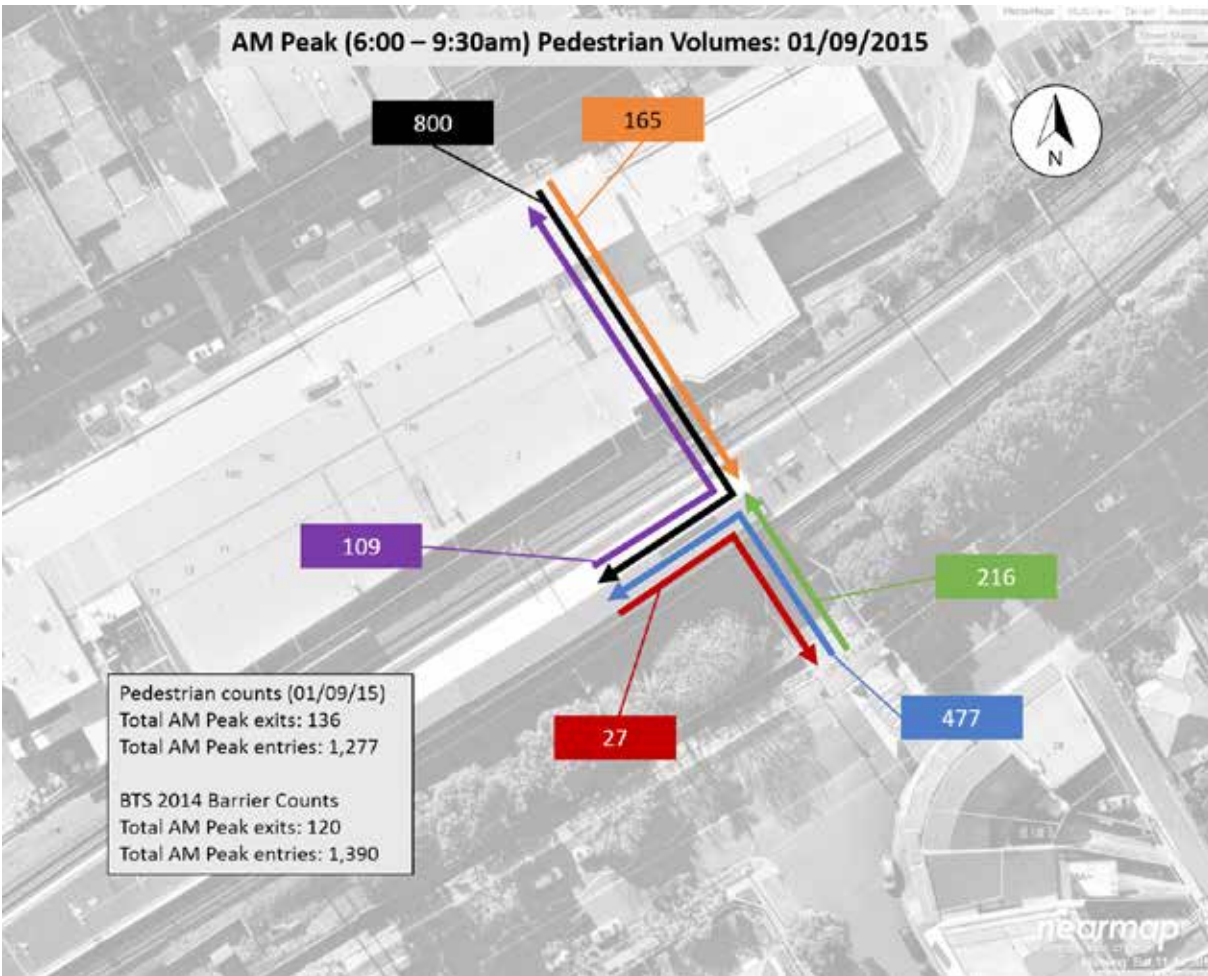 AM Peak (6:00 – 9:30am) Pedestrian Volumes: 01/09/2015
800
165
N
109
216
27
477
Pedestrian counts (01/09/15)
Total AM Peak exits: 136
Total AM Peak entries: 1,277
BTS 2014 Barrier Counts
Total AM Peak exits: 120
Total AM Peak entries: 1,390
nearmap